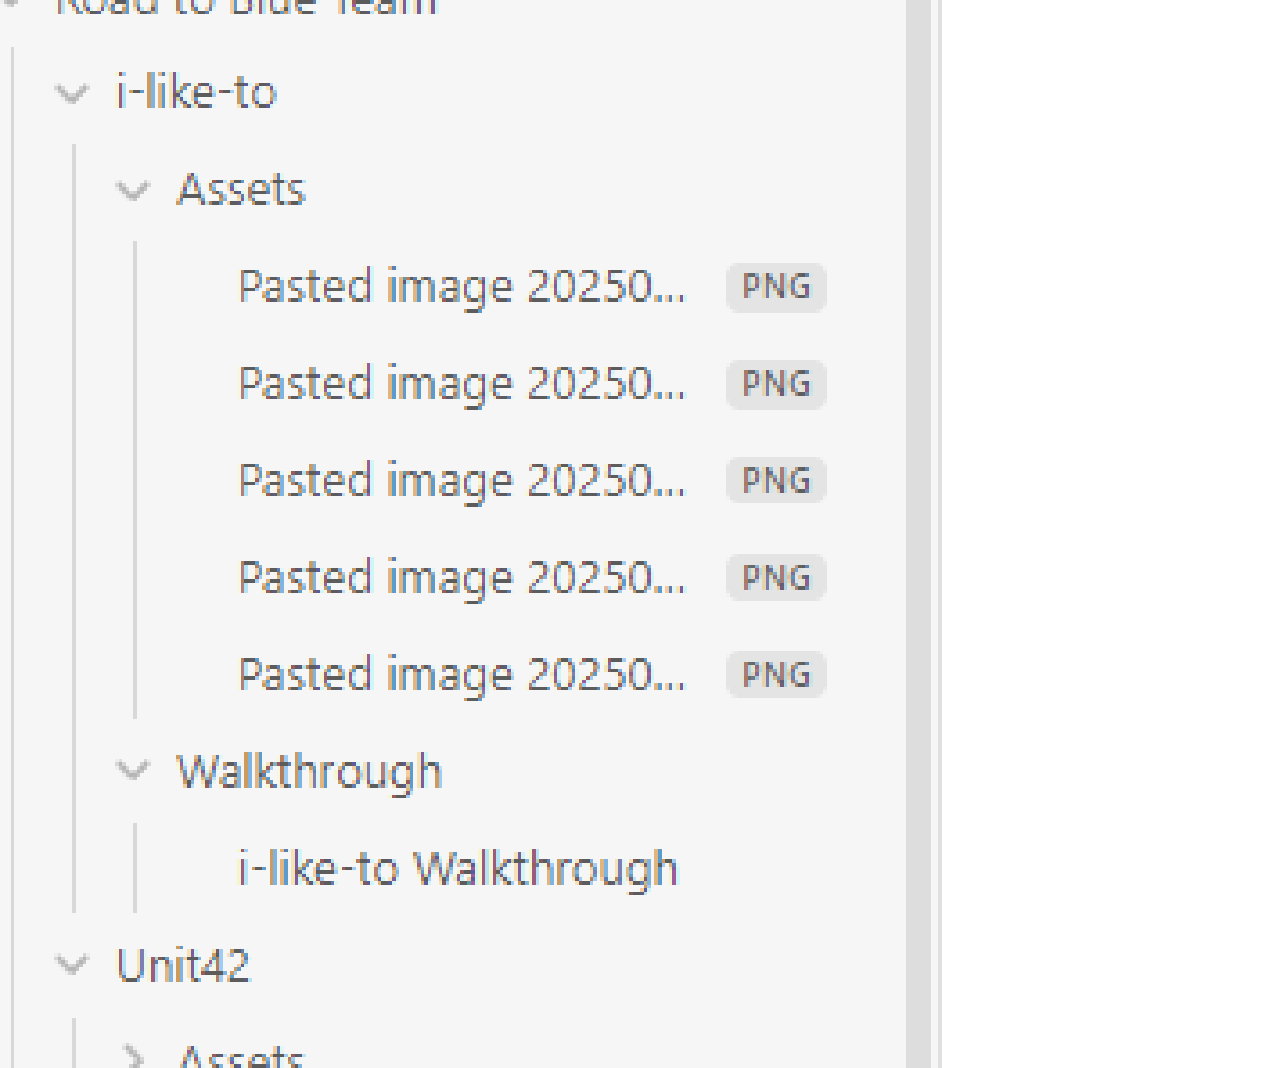 Road to Blue Team
i-like-to
Assets
Pasted image 20250... PNG
Pasted image 20250... PNG
Pasted image 20250... PNG
Pasted image 20250... PNG
Pasted image 20250... PNG
Walkthrough
i-like-to Walkthrough
Unit42
Assets